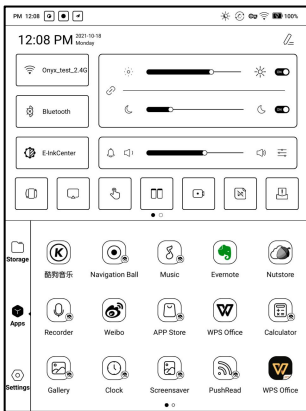 PM 12:08
100%
12:08 PM 2021-10-18
Monday
Onyx_test_2.4G
Bluetooth
E-InkCenter
Storage
Apps
Settings
酷狗音乐 Navigation Ball Music Evernote Nutstore
Recorder Weibo APP Store WPS Office Calculator
Gallery Clock Screensaver PushRead WPS Office